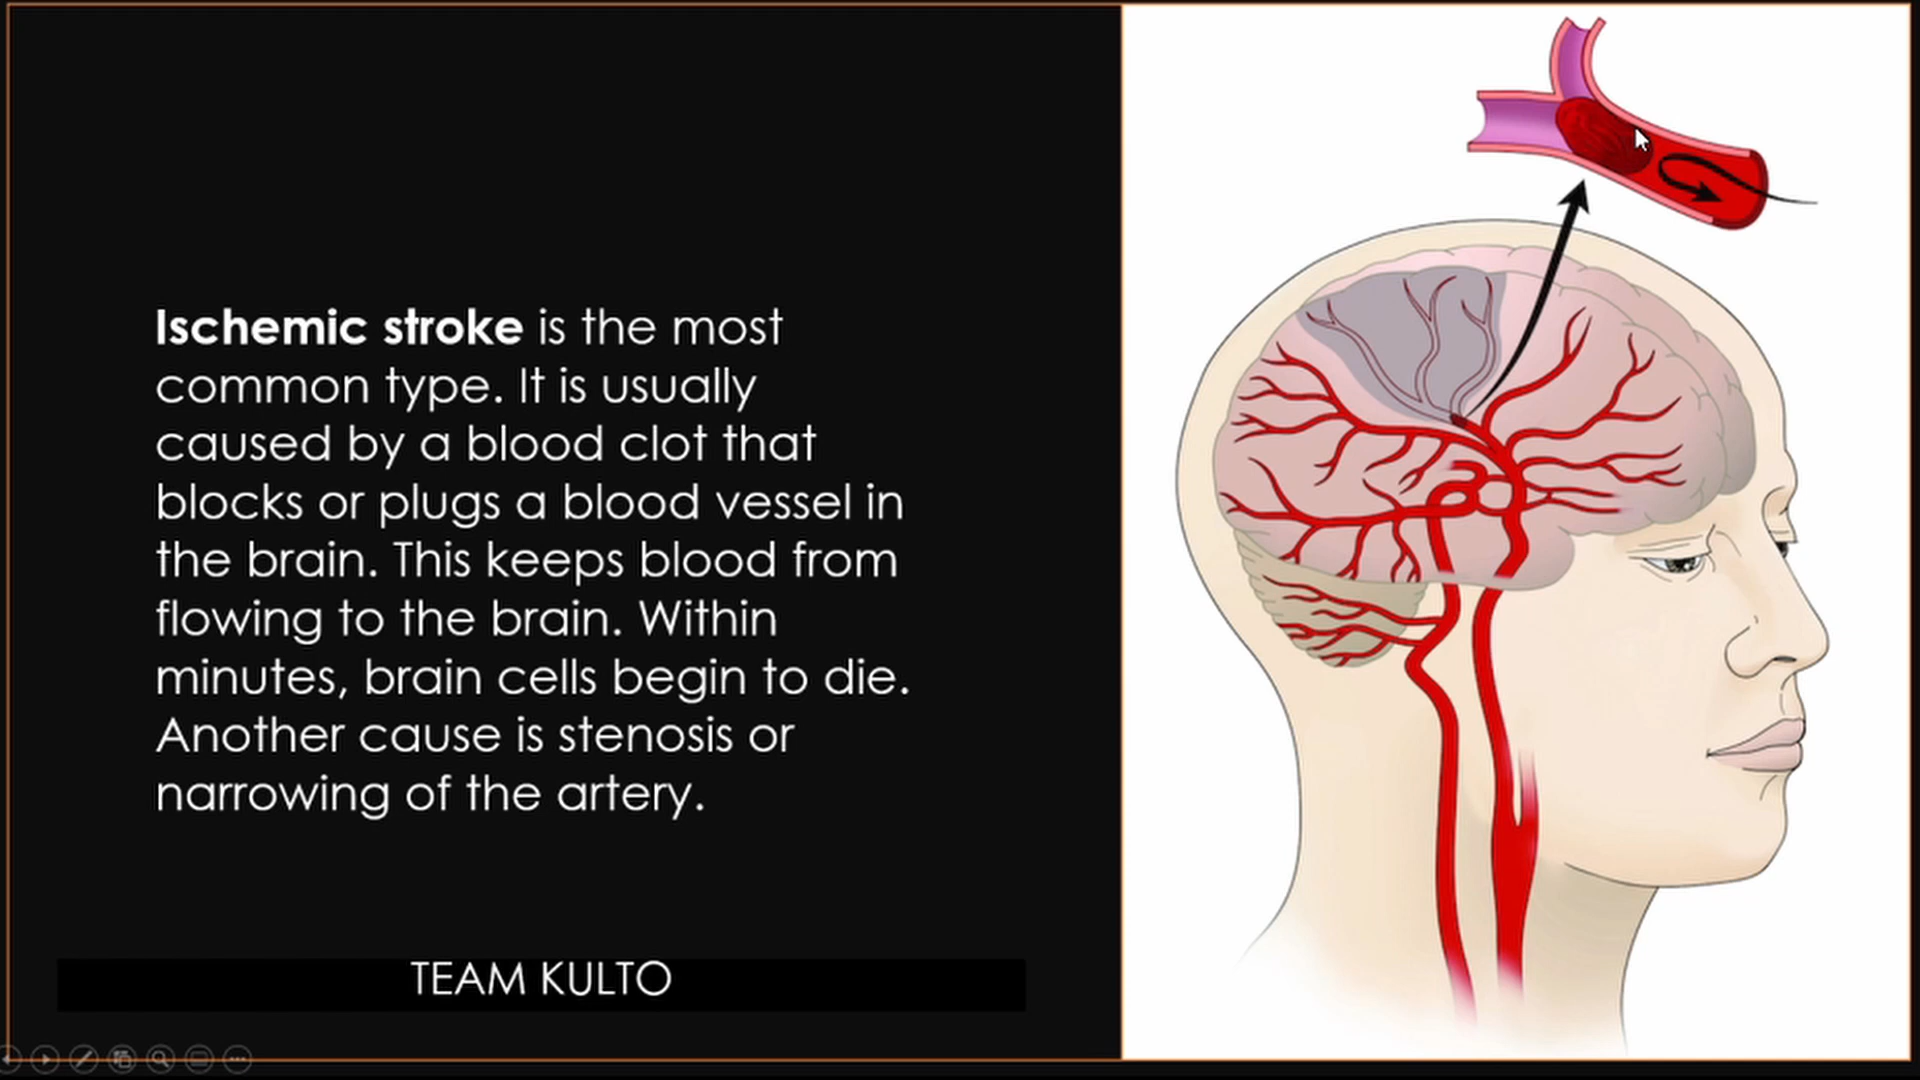 Ischemic stroke is the most
common type. It is usually
caused by a blood clot that
blocks or plugs a blood vessel in
the brain. This keeps blood from
flowing to the brain. Within
minutes, brain cells begin to die.
Another cause is stenosis or
narrowing of the artery.
TEAM KULTO